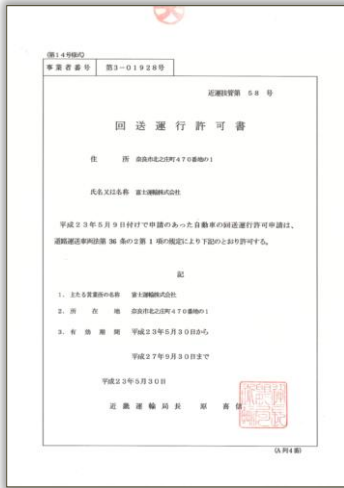 (第14号様式)
事業者番号 第3-01928号
近運技管第 58 号
回送運行許可書
住 所 奈良市北之庄町470番地の1
氏名又は名称 富士運輸株式会社
平成23年5月9日付けで申請のあった自動車の回送運行許可申請は、
道路運送車両法第 36 条の2第 1 項の規定により下記のとおり許可する。
記
1. 主たる営業所の名称 富士運輸株式会社
2. 所 在 地 奈良市北之庄町470番地の1
3. 有 効 期 間 平成23年5月30日から
平成27年9月30日まで
平成23年5月30日
近 畿 運 輸 局 長 原 喜 信
(A列4番)